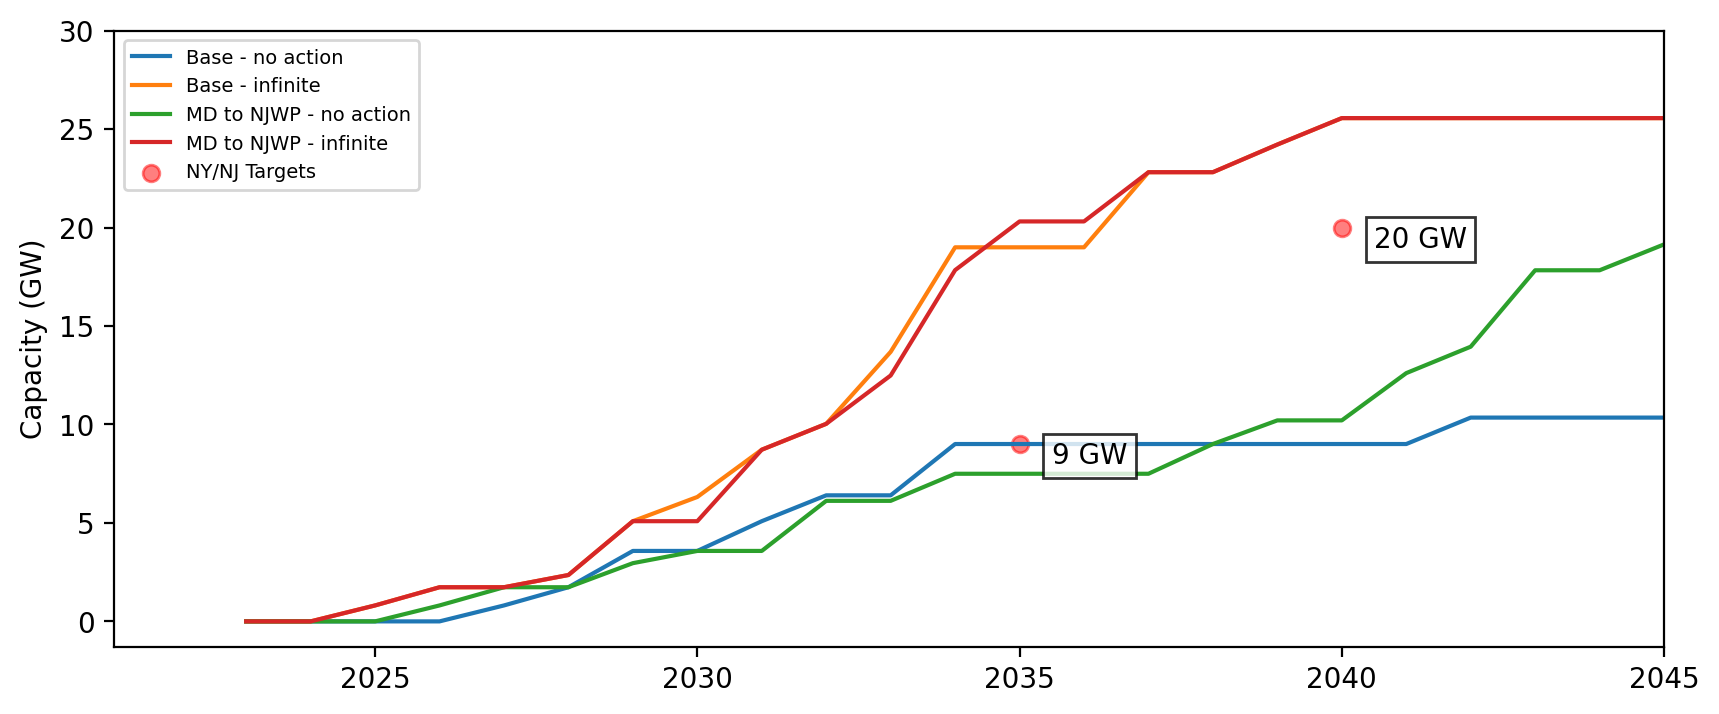 30
25
20
15
10
5
0
Capacity (GW)
Base - no action
Base - infinite
MD to NJWP - no action
MD to NJWP - infinite
NY/NJ Targets
20 GW
9 GW
2025
2030
2035
2040
2045